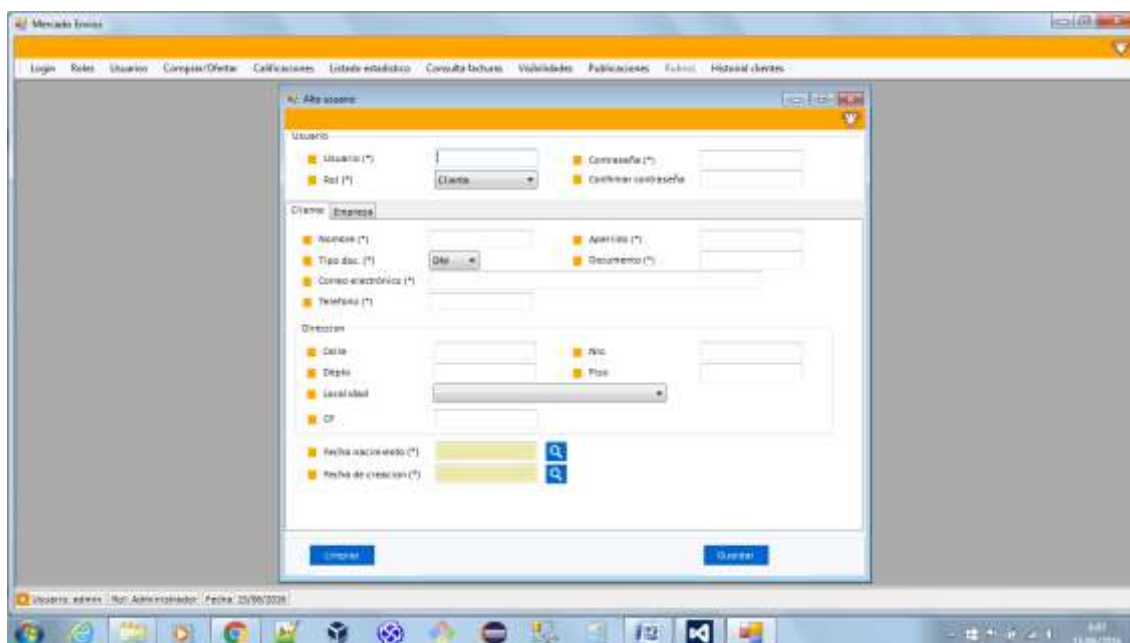 Mercado Envios
Login Roles Usuarios Comprar/Ofertar Calificaciones Listado estadistico Consulta facturas Visibilidades Publicaciones Rubros Historial clientes
Alta usuario
Usuario
Usuario (*) Contraseña (*)
Rol (*) Cliente Confirmar contraseña
Cliente Empresa
Nombre (*) Apellido (*)
Tipo doc. (*) DNI Documento (*)
Correo electrónico (*)
Telefono (*)
Direccion
Calle Nro
Depto Piso
Localidad
CP
Fecha nacimiento (*)
Fecha de creacion (*)
Limpiar Guardar
Usuario: admin Rol: Administrador Fecha: